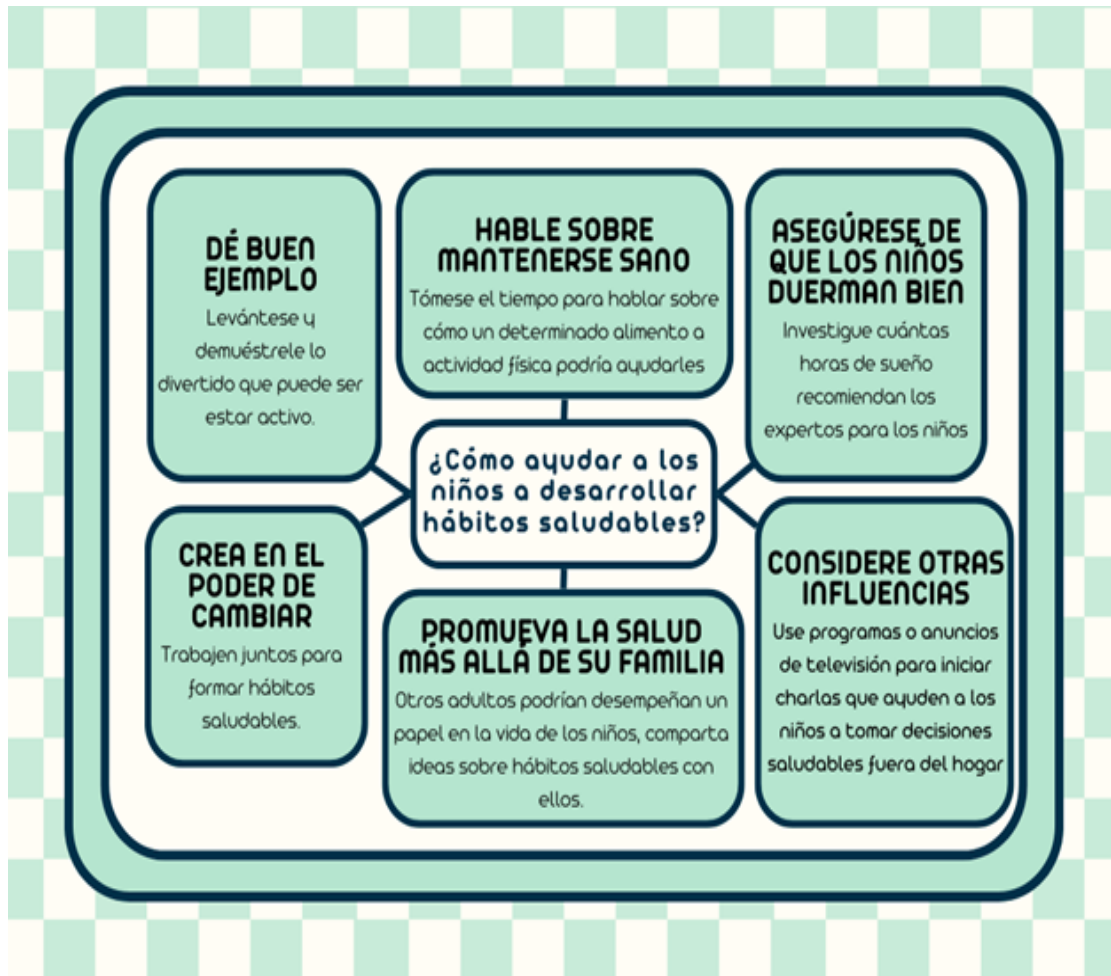 DÉ BUEN
EJEMPLO
Levántese y
demuéstrele lo
divertido que puede ser
estar activo.
HABLE SOBRE
MANTENERSE SANO
Tómese el tiempo para hablar sobre
cómo un determinado alimento a
actividad física podría ayudarles
ASEGÚRESE DE
QUE LOS NIÑOS
DUERMAN BIEN
Investigue cuántas
horas de sueño
recomiendan los
expertos para los niños
¿Cómo ayudar a los
niños a desarrollar
hábitos saludables?
CREA EN EL
PODER DE
CAMBIAR
Trabajen juntos para
formar hábitos
saludables.
PROMUEVA LA SALUD
MÁS ALLÁ DE SU FAMILIA
Otros adultos podrían desempeñan un
papel en la vida de los niños, comparta
ideas sobre hábitos saludables con
ellos.
CONSIDERE OTRAS
INFLUENCIAS
Use programas o anuncios
de televisión para iniciar
charlas que ayuden a los
niños a tomar decisiones
saludables fuera del hogar